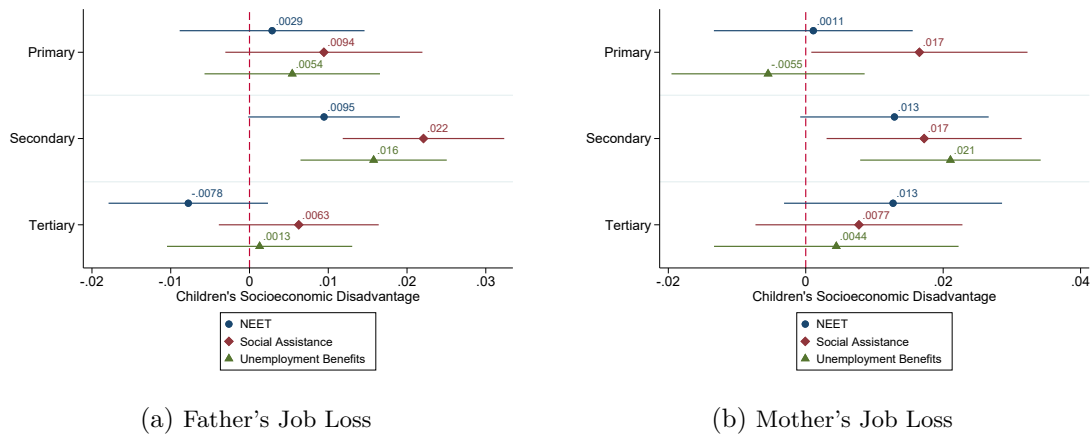 Primary
Secondary
Tertiary
.0029
.0094
.0054
.0095
.022
.016
-.0078
.0063
.0013
-.02
-.01
0
.01
.02
.03
Children's Socioeconomic Disadvantage
NEET
Social Assistance
Unemployment Benefits
(a) Father's Job Loss
Primary
Secondary
Tertiary
.0011
.017
-.0055
.013
.017
.021
.013
.0077
.0044
-.02
0
.02
.04
Children's Socioeconomic Disadvantage
NEET
Social Assistance
Unemployment Benefits
(b) Mother's Job Loss